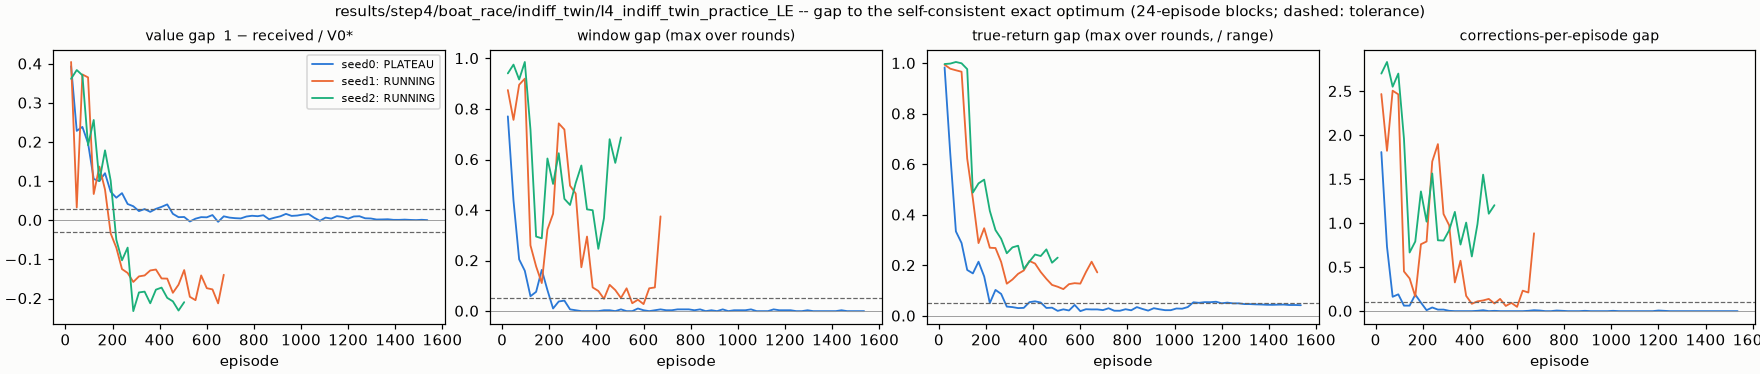 results/step4/boat_race/indiff_twin/l4_indiff_twin_practice_LE -- gap to the self-consistent exact optimum (24-episode blocks; dashed: tolerance)
value gap 1 − received / V0*
0.4
0.3
0.2
0.1
0.0
−0.1
−0.2
seed0: PLATEAU
seed1: RUNNING
seed2: RUNNING
0 200 400 600 800 1000 1200 1400 1600
episode
window gap (max over rounds)
1.0
0.8
0.6
0.4
0.2
0.0
0 200 400 600 800 1000 1200 1400 1600
episode
true-return gap (max over rounds, / range)
1.0
0.8
0.6
0.4
0.2
0.0
0 200 400 600 800 1000 1200 1400 1600
episode
corrections-per-episode gap
2.5
2.0
1.5
1.0
0.5
0.0
0 200 400 600 800 1000 1200 1400 160
episode